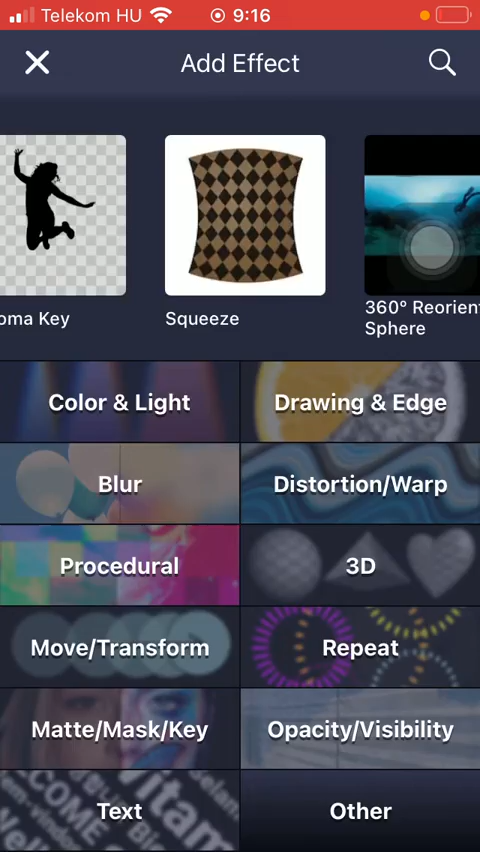 Telekom HU 9:16
Add Effect
oma Key
Squeeze
360° Reorient
Sphere
Color & Light
Drawing & Edge
Blur
Distortion/Warp
Procedural
3D
Move/Transform
Repeat
Matte/Mask/Key
Opacity/Visibility
Text
Other